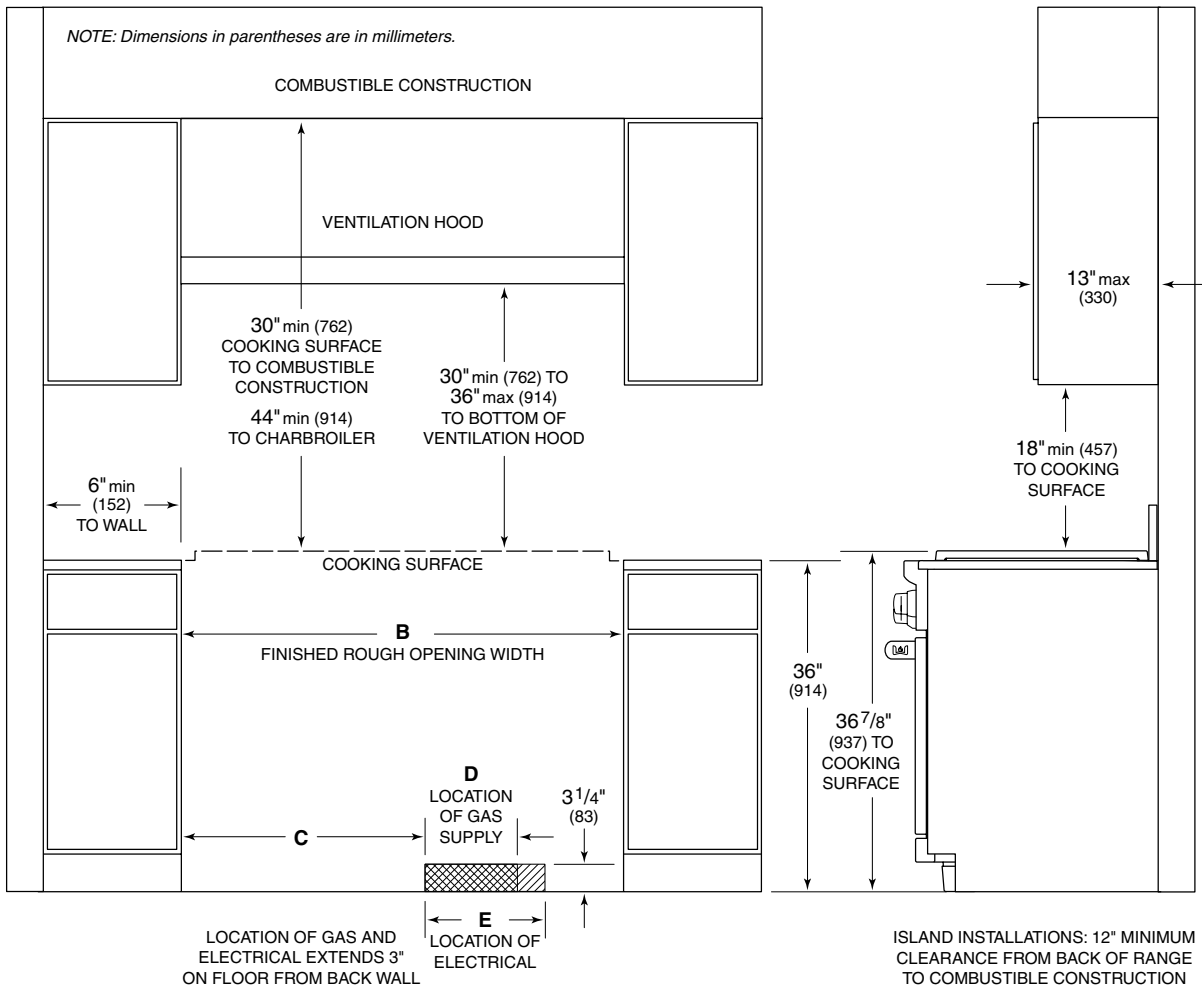 NOTE: Dimensions in parentheses are in millimeters.
COMBUSTIBLE CONSTRUCTION
VENTILATION HOOD
30" min (762)
COOKING SURFACE
TO COMBUSTIBLE
CONSTRUCTION
44" min (914)
TO CHARBROILER
30" min (762) TO
36" max (914)
TO BOTTOM OF
VENTILATION HOOD
13" max
(330)
18" min (457)
TO COOKING
SURFACE
6" min
(152)
TO WALL
COOKING SURFACE
B
FINISHED ROUGH OPENING WIDTH
36"
(914)
36 7/8"
(937) TO
COOKING
SURFACE
C
D
LOCATION
OF GAS
SUPPLY
3 1/4"
(83)
E
LOCATION OF
ELECTRICAL
LOCATION OF GAS AND
ELECTRICAL EXTENDS 3"
ON FLOOR FROM BACK WALL
ISLAND INSTALLATIONS: 12" MINIMUM
CLEARANCE FROM BACK OF RANGE
TO COMBUSTIBLE CONSTRUCTION